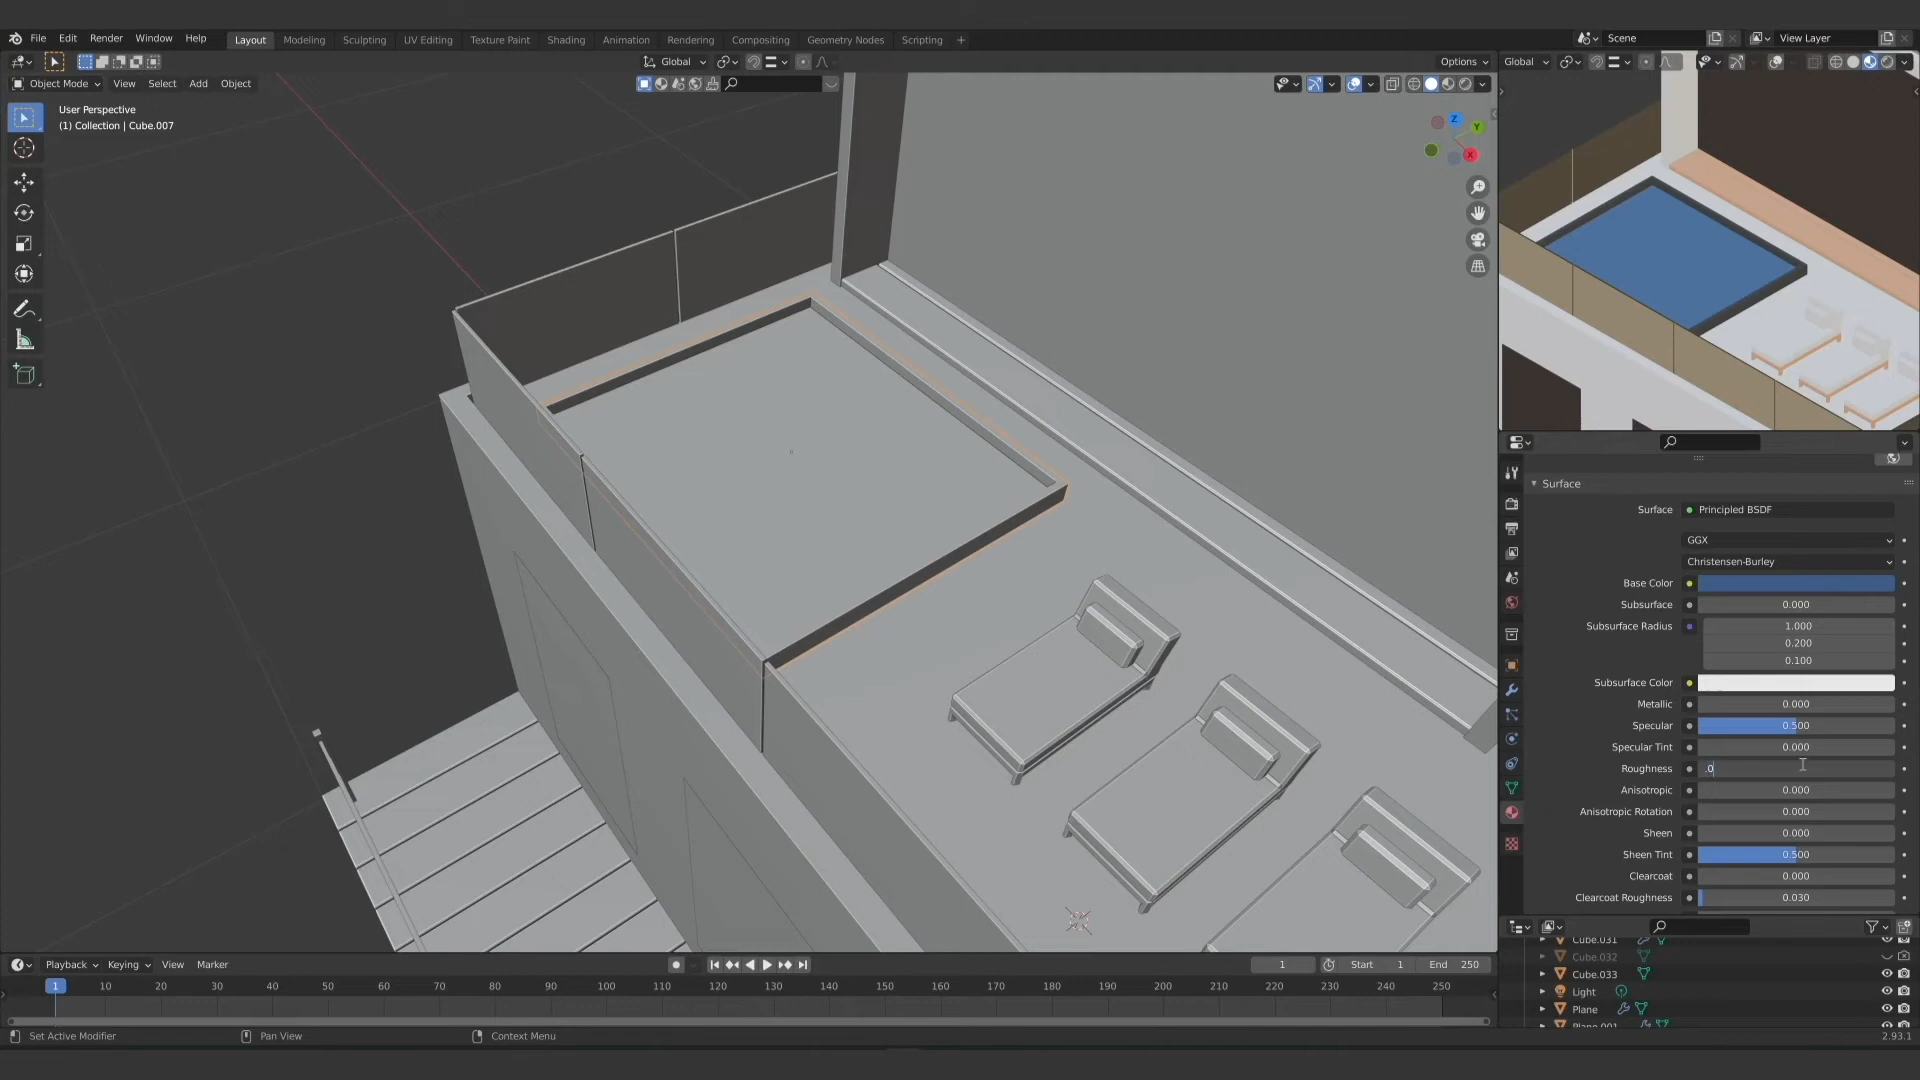 File Edit Render Window Help Layout Modeling Sculpting UV Editing Texture Paint Shading Animation Rendering Compositing Geometry Nodes Scripting + Scene View Layer
Global Options Global
Object Mode View Select Add Object
User Perspective
(1) Collection | Cube.007
Z
Y
X
Surface
Surface Principled BSDF
GGX
Christensen-Burley
Base Color
Subsurface 0.000
Subsurface Radius 1.000
0.200
0.100
Subsurface Color
Metallic 0.000
Specular 0.500
Specular Tint 0.000
Roughness .0
Anisotropic 0.000
Anisotropic Rotation 0.000
Sheen 0.000
Sheen Tint 0.500
Clearcoat 0.000
Clearcoat Roughness 0.030
Cube.031
Cube.032
Cube.033
Light
Plane
Plane.001
Playback Keying View Marker 1 Start 1 End 250
1 10 20 30 40 50 60 70 80 90 100 110 120 130 140 150 160 170 180 190 200 210 220 230 240 250
Set Active Modifier Pan View Context Menu 2.93.1